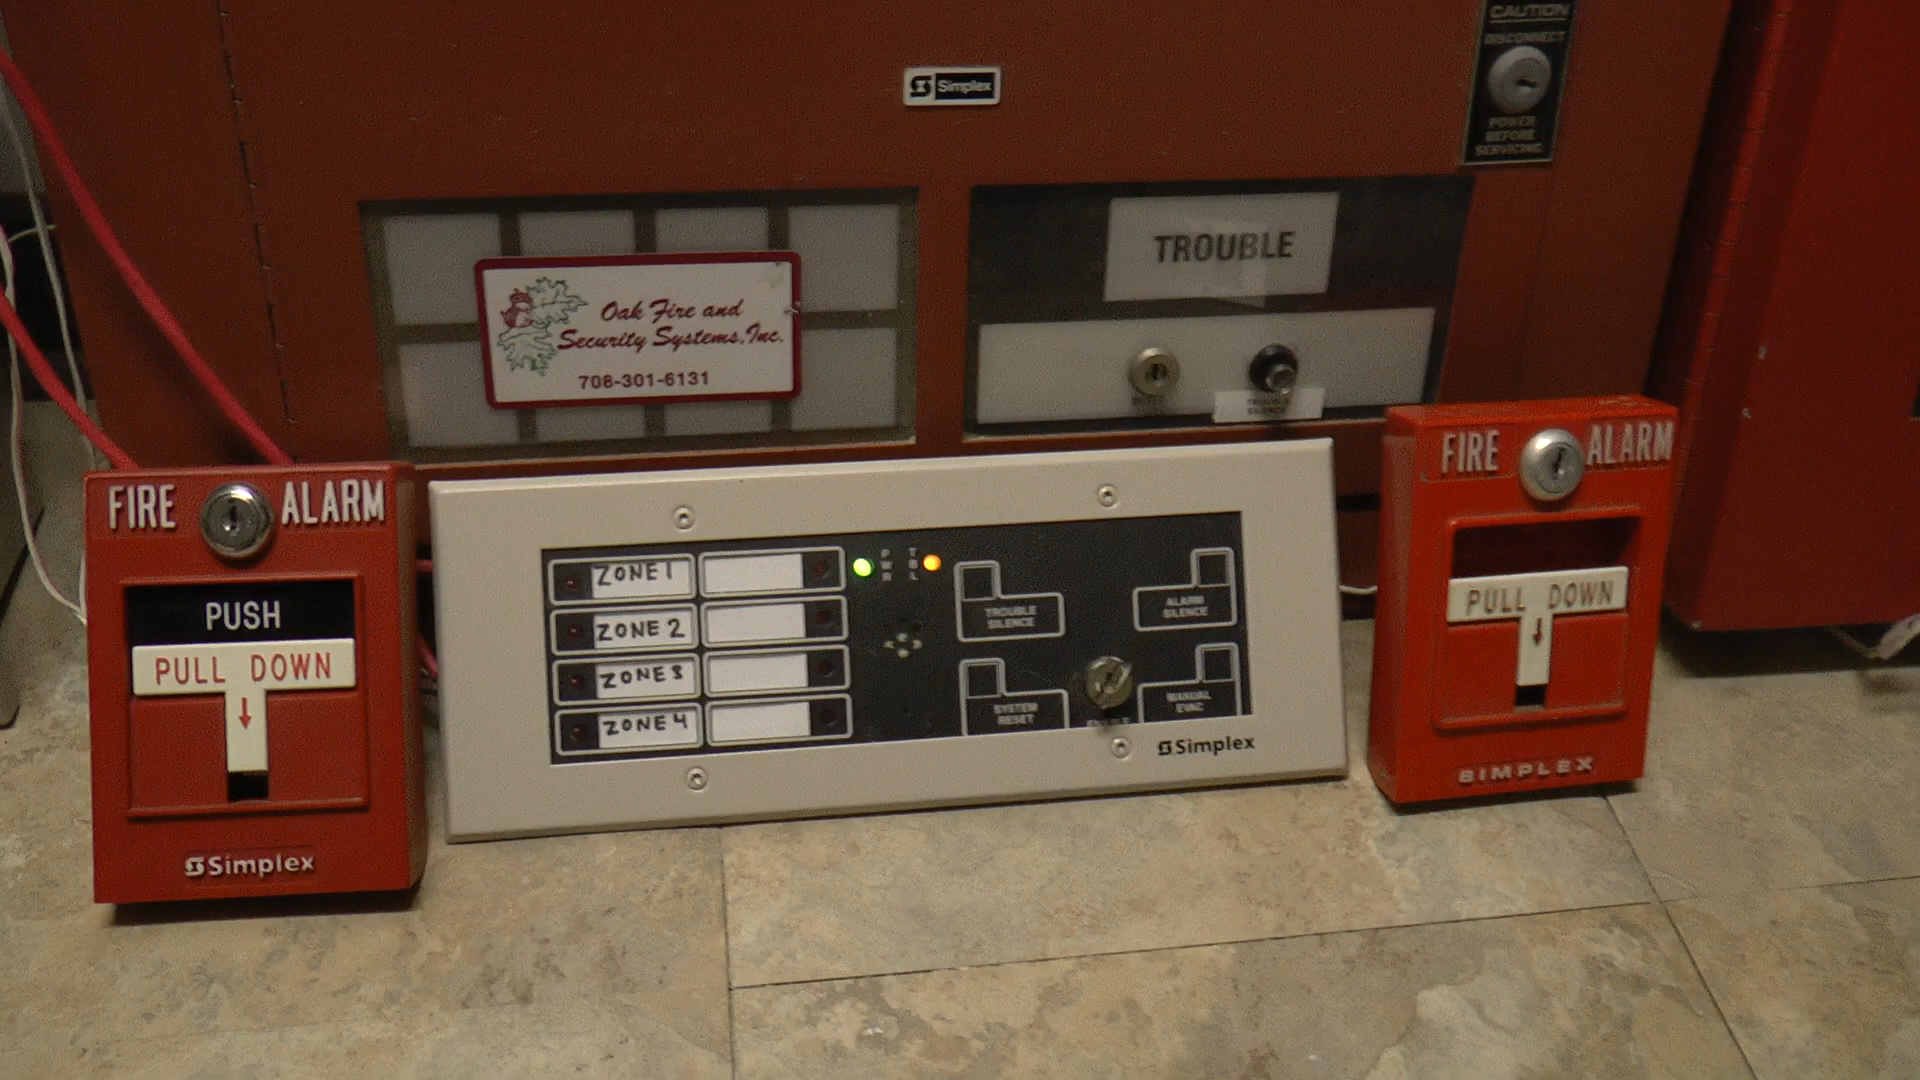 CAUTION
DISCONNECT
POWER
BEFORE
SERVICING
Simplex
TROUBLE
Oak Fire and
Security Systems, Inc.
708-301-6131
TROUBLE
SILENCE
FIRE ALARM
PUSH
PULL DOWN
Simplex
ZONE 1
ZONE 2
ZONE 3
ZONE 4
PWR
TBL
TROUBLE
SILENCE
ALARM
SILENCE
SYSTEM
RESET
MANUAL
EVAC
Simplex
FIRE ALARM
PULL DOWN
SIMPLEX